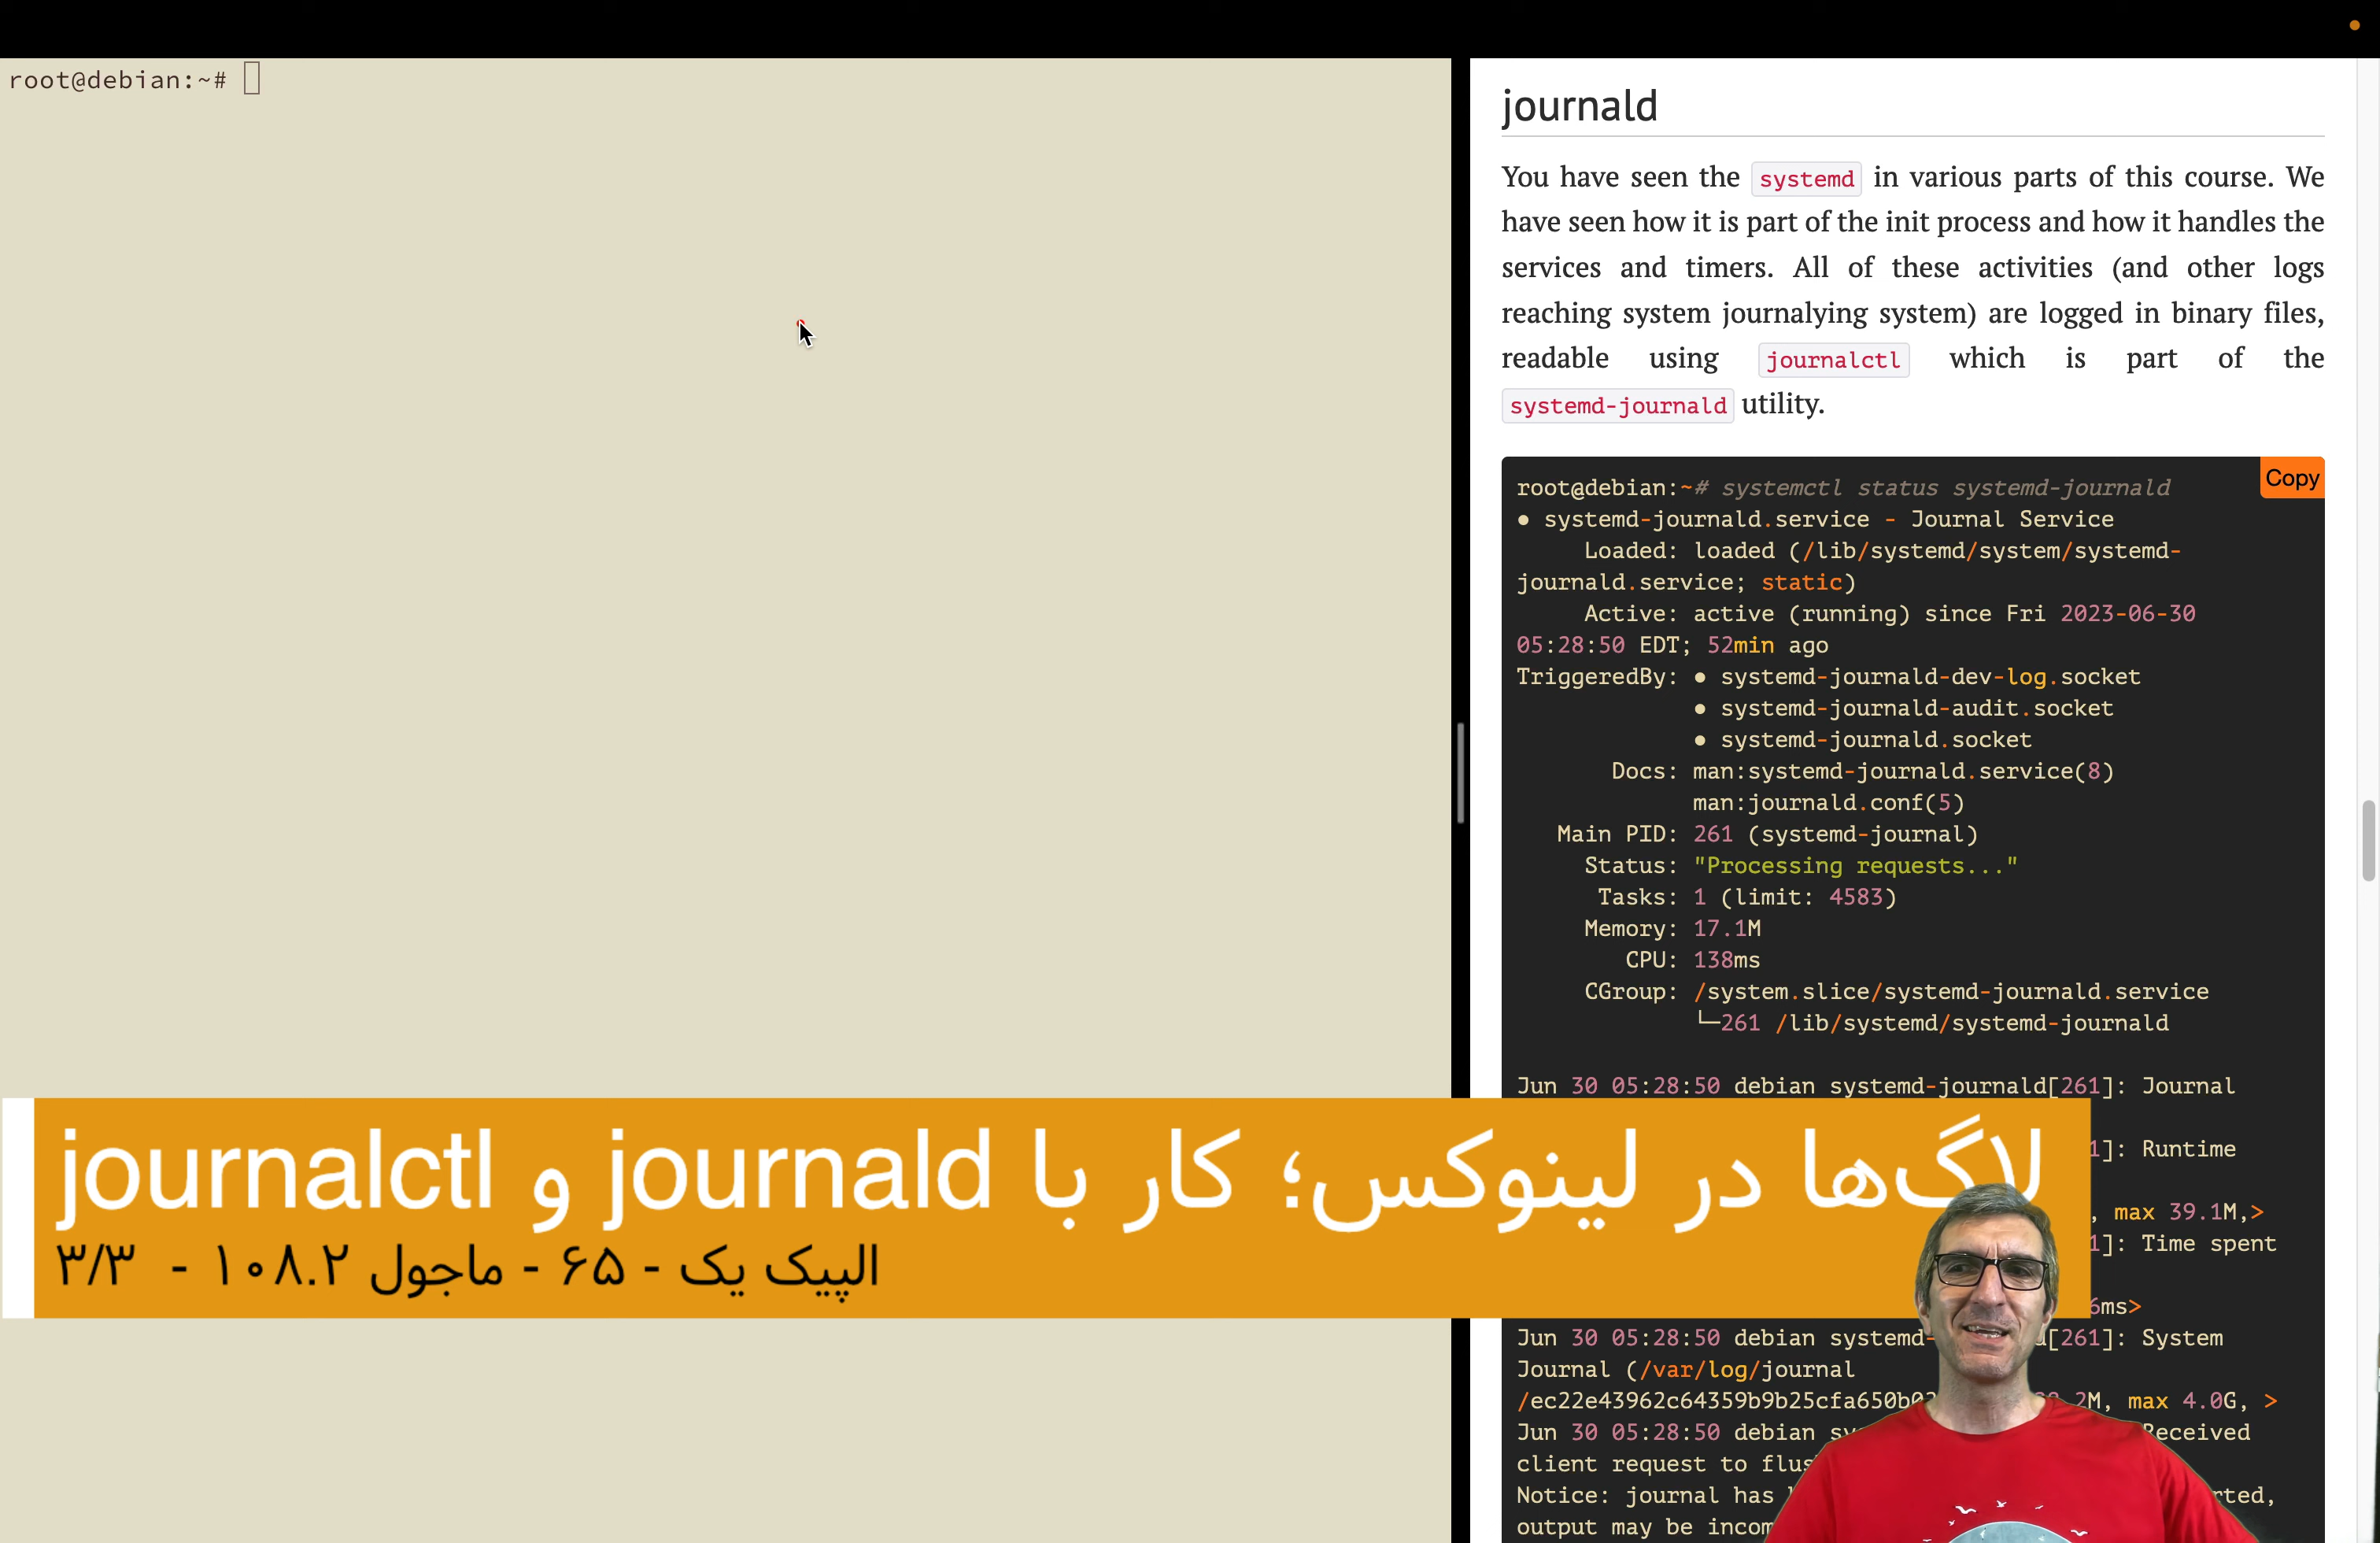 root@debian:~#
journald
You have seen the systemd in various parts of this course. We
have seen how it is part of the init process and how it handles the
services and timers. All of these activities (and other logs
reaching system journalying system) are logged in binary files,
readable using journalctl which is part of the
systemd-journald utility.
Copy
root@debian:~# systemctl status systemd-journald
● systemd-journald.service - Journal Service
Loaded: loaded (/lib/systemd/system/systemd-
journald.service; static)
Active: active (running) since Fri 2023-06-30
05:28:50 EDT; 52min ago
TriggeredBy: ● systemd-journald-dev-log.socket
● systemd-journald-audit.socket
● systemd-journald.socket
Docs: man:systemd-journald.service(8)
man:journald.conf(5)
Main PID: 261 (systemd-journal)
Status: "Processing requests..."
Tasks: 1 (limit: 4583)
Memory: 17.1M
CPU: 138ms
CGroup: /system.slice/systemd-journald.service
└─261 /lib/systemd/systemd-journald
Jun 30 05:28:50 debian systemd-journald[261]: Journal
1]: Runtime
, max 39.1M,>
1]: Time spent
6ms>
Jun 30 05:28:50 debian systemd- [261]: System
Journal (/var/log/journal
/ec22e43962c64359b9b25cfa650b0 2M, max 4.0G, >
Jun 30 05:28:50 debian Received
client request to
Notice: journal has
output may be
لاگ‌ها در لینوکس؛ کار با journald و journalctl
الپیک یک - ۶۵ - ماجول ۱۰۸.۲ - ۳/۳